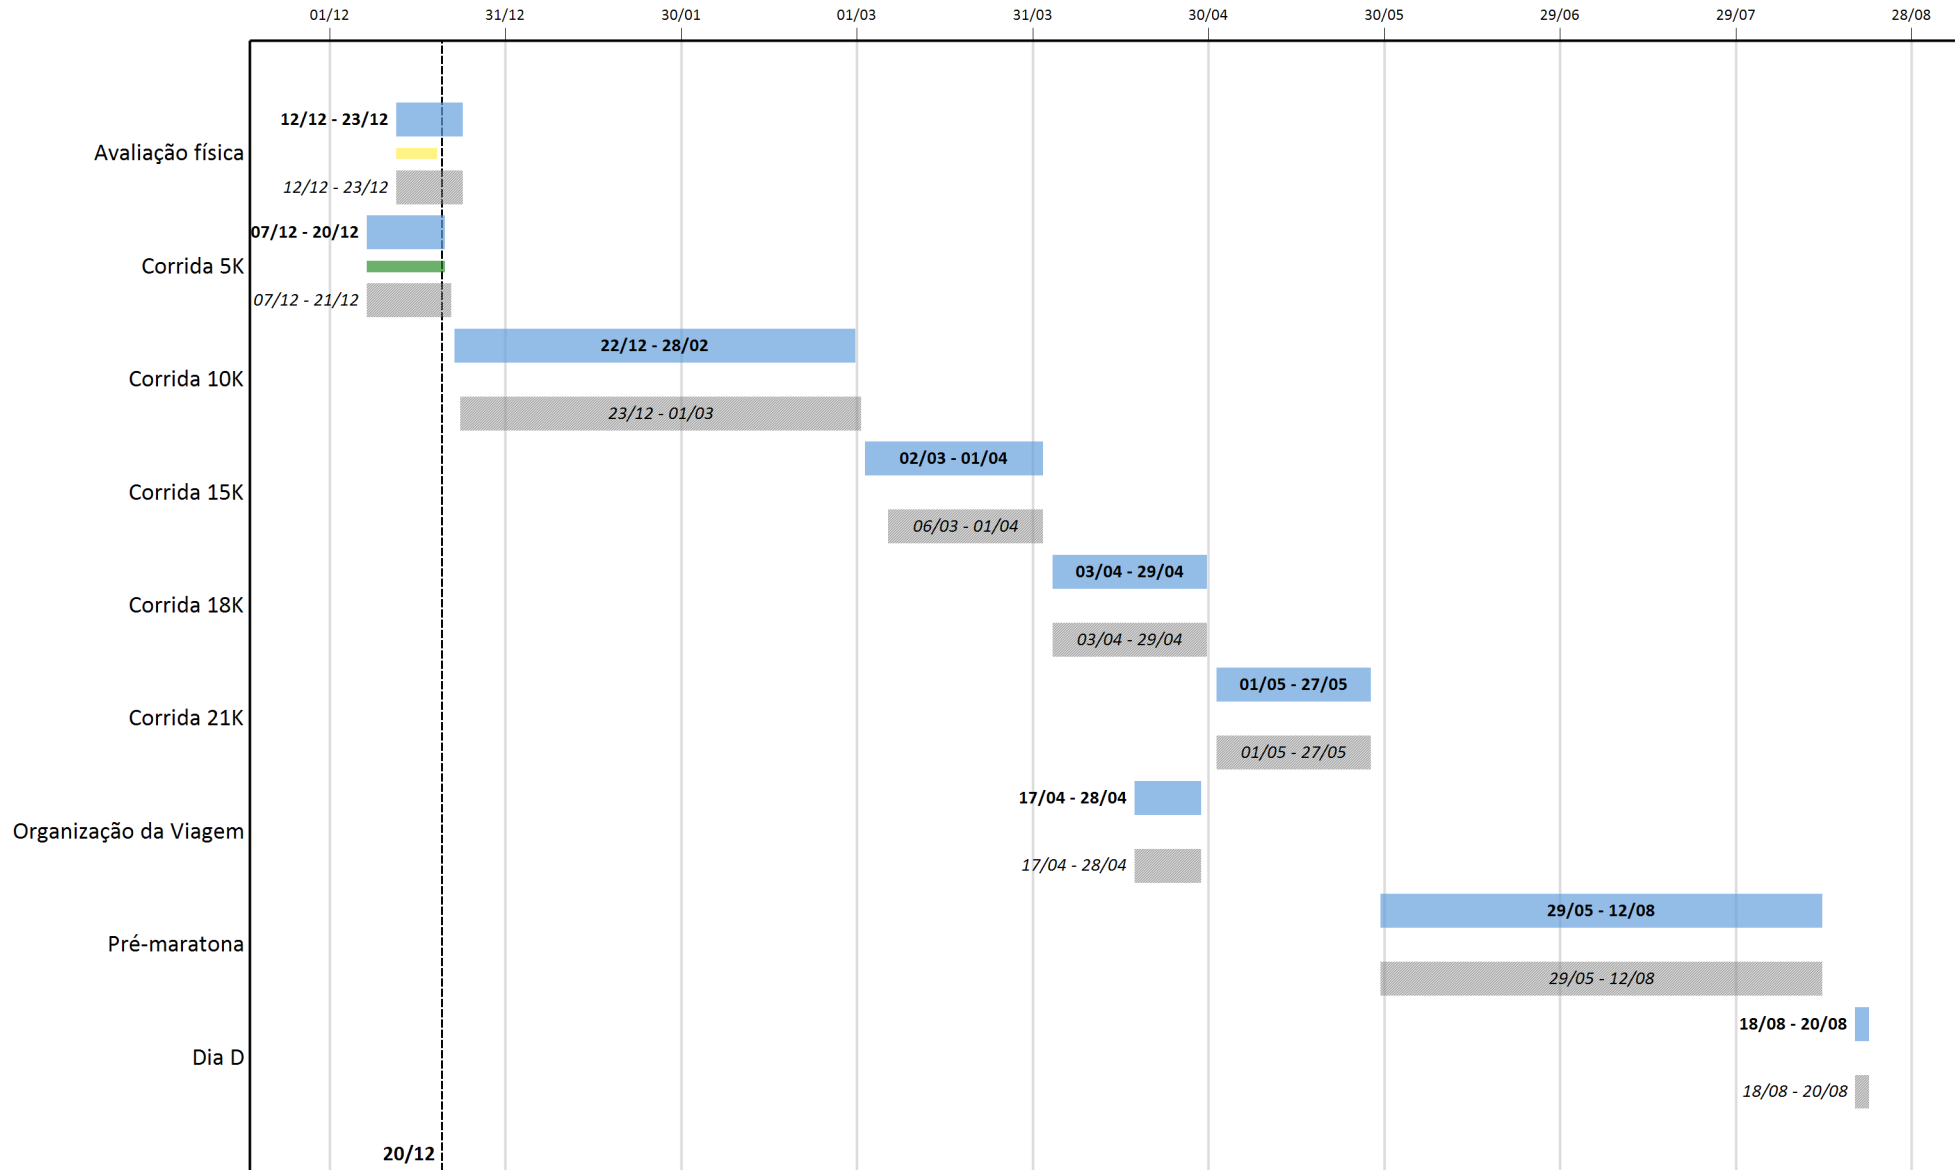 01/12 31/12 30/01 01/03 31/03 30/04 30/05 29/06 29/07 28/08
12/12 - 23/12
Avaliação física
12/12 - 23/12
07/12 - 20/12
Corrida 5K
07/12 - 21/12
22/12 - 28/02
Corrida 10K
23/12 - 01/03
02/03 - 01/04
Corrida 15K
06/03 - 01/04
03/04 - 29/04
Corrida 18K
03/04 - 29/04
01/05 - 27/05
Corrida 21K
01/05 - 27/05
17/04 - 28/04
Organização da Viagem
17/04 - 28/04
29/05 - 12/08
Pré-maratona
29/05 - 12/08
18/08 - 20/08
Dia D
18/08 - 20/08
20/12